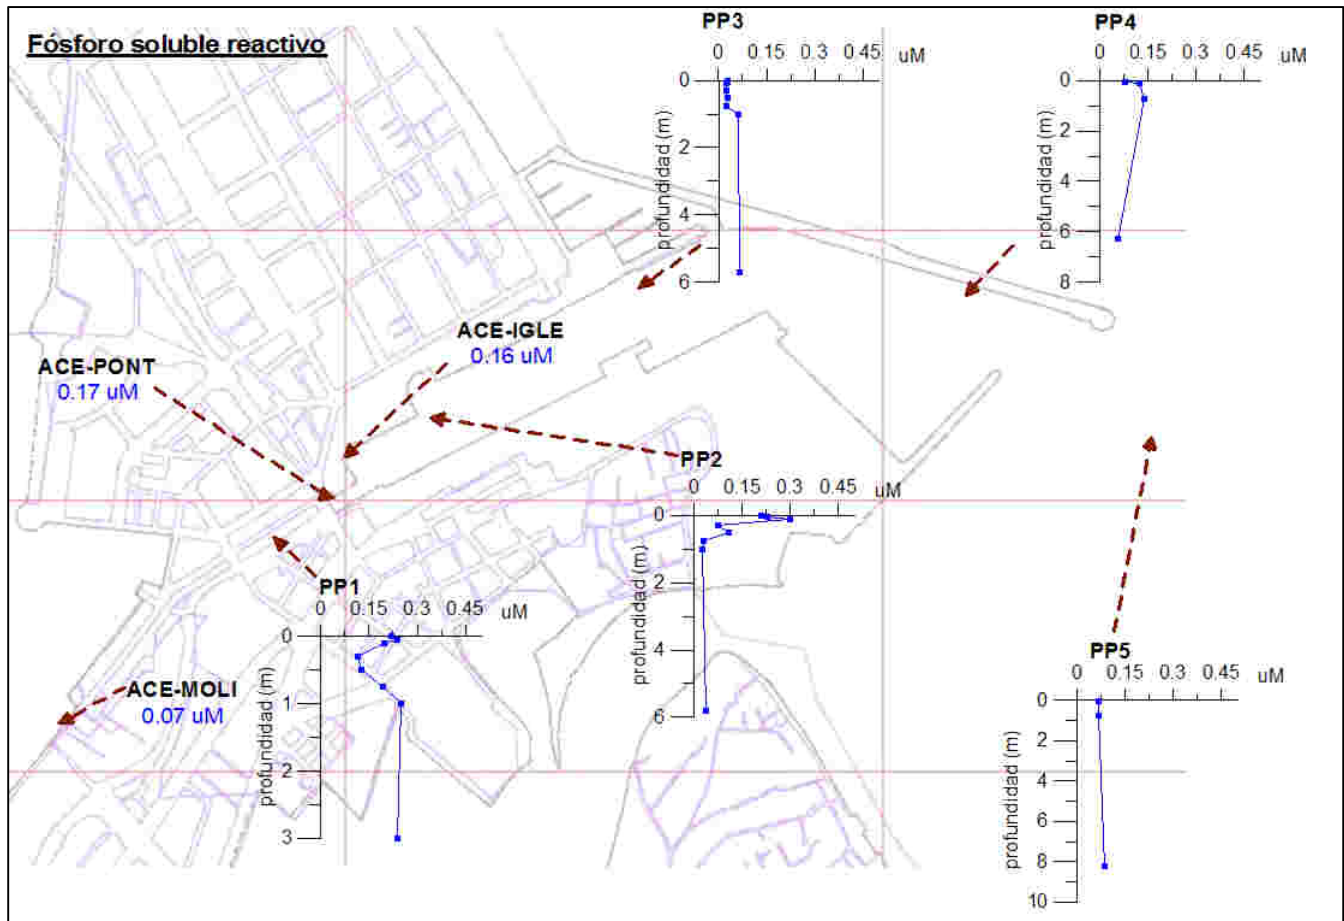 Fósforo soluble reactivo
PP3
0 0.15 0.3 0.45 uM
profundidad (m)
0
2
4
6
PP4
0 0.15 0.3 0.45 uM
profundidad (m)
0
2
4
6
8
ACE-IGLE
0.16 uM
ACE-PONT
0.17 uM
PP2
0 0.15 0.3 0.45 uM
profundidad (m)
0
2
4
6
PP1
0 0.15 0.3 0.45 uM
profundidad (m)
0
1
2
3
ACE-MOLI
0.07 uM
PP5
0 0.15 0.3 0.45 uM
profundidad (m)
0
2
4
6
8
10